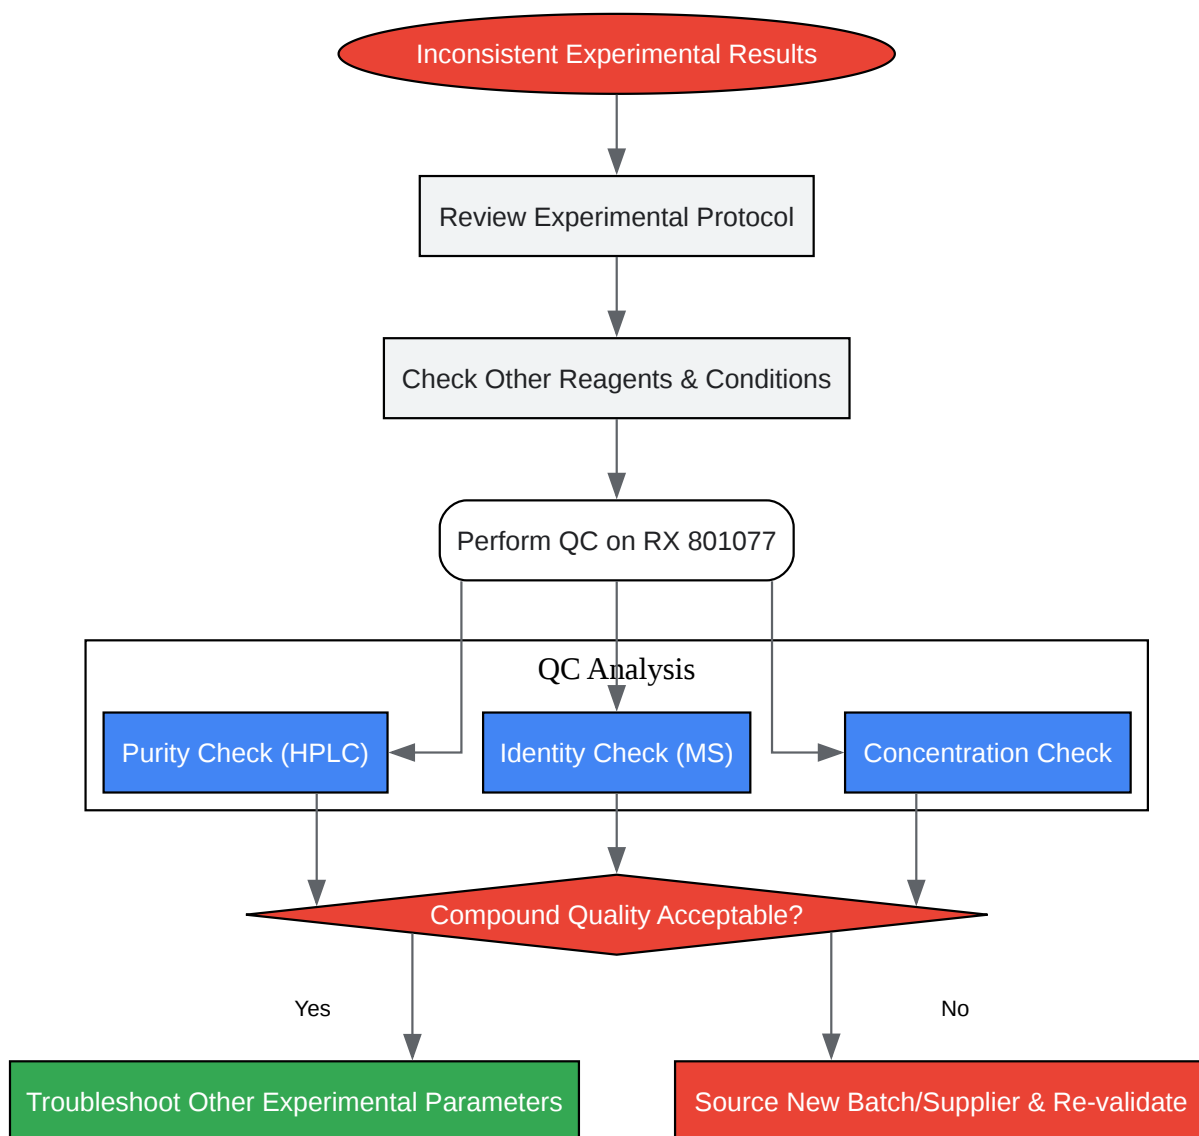 Inconsistent Experimental Results
Review Experimental Protocol
Check Other Reagents & Conditions
Perform QC on RX 801077
QC Analysis
Purity Check (HPLC)
Identity Check (MS)
Concentration Check
Compound Quality Acceptable?
Yes
No
Troubleshoot Other Experimental Parameters
Source New Batch/Supplier & Re-validate